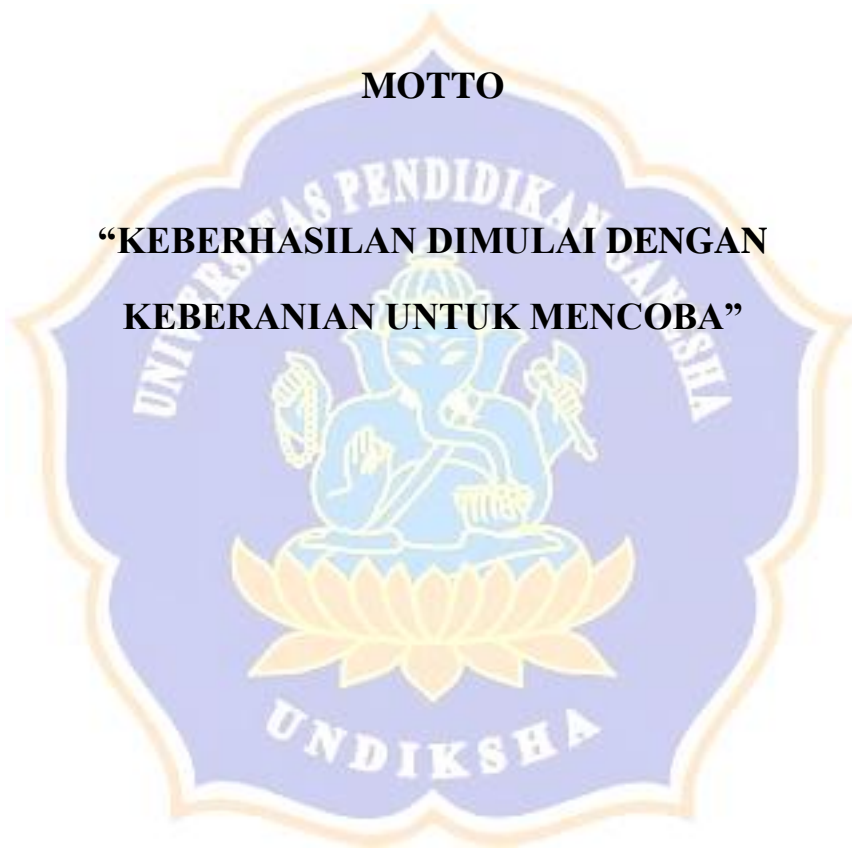 MOTTO
UNIVERSITAS PENDIDIKAN GANESHA
“KEBERHASILAN DIMULAI DENGAN
KEBERANIAN UNTUK MENCOBA”
UNDIKSHA